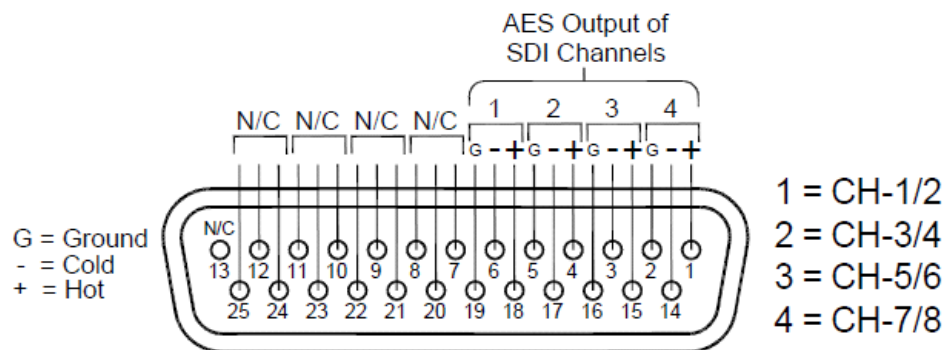 AES Output of
SDI Channels
1 2 3 4
N/C N/C N/C N/C
G - + G - + G - + G - +
G = Ground
- = Cold
+ = Hot
N/C
13 12 11 10 9 8 7 6 5 4 3 2 1
25 24 23 22 21 20 19 18 17 16 15 14
1 = CH-1/2
2 = CH-3/4
3 = CH-5/6
4 = CH-7/8